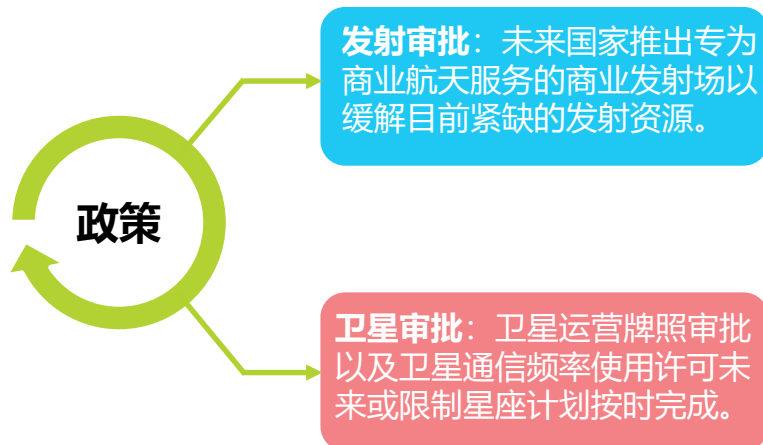 发射审批：未来国家推出专为
商业航天服务的商业发射场以
缓解目前紧缺的发射资源。
政策
卫星审批：卫星运营牌照审批
以及卫星通信频率使用许可未
来或限制星座计划按时完成。